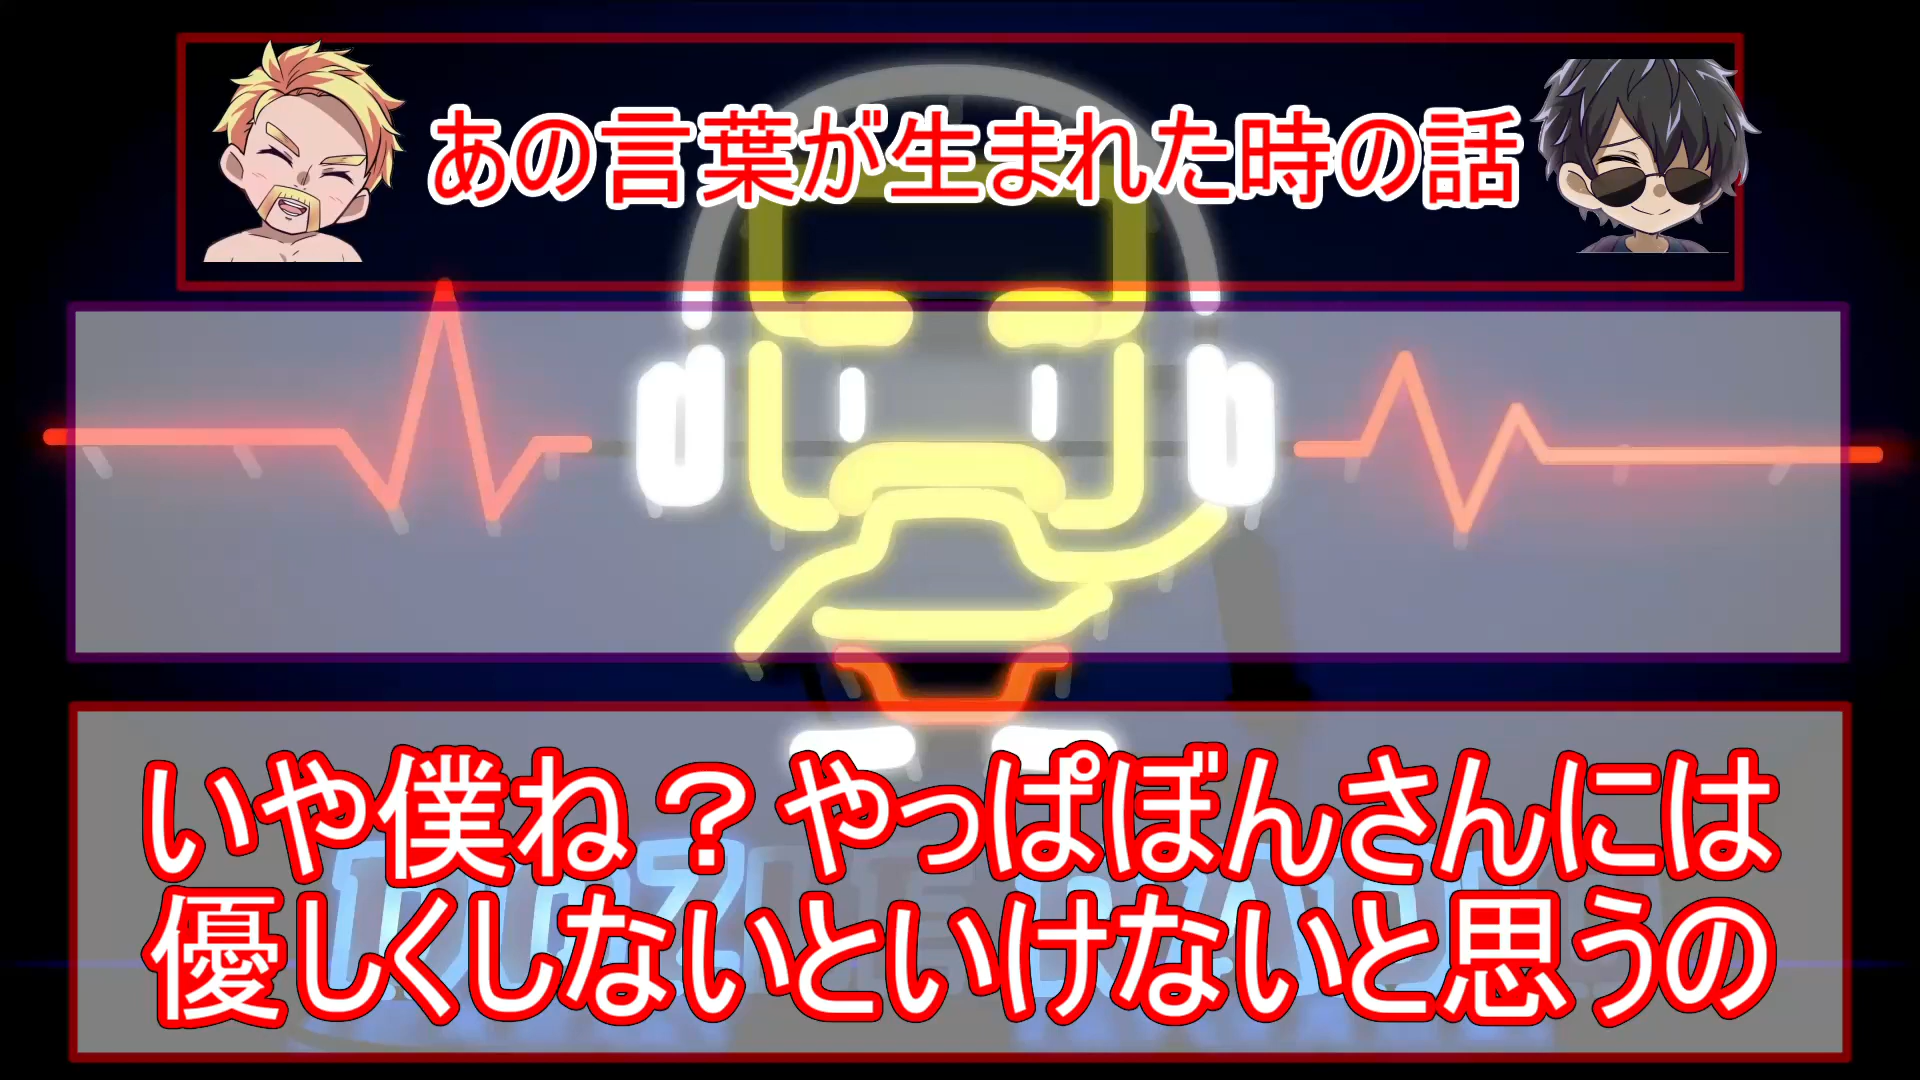 あの言葉が生まれた時の話
いや僕ね？やっぱぼんさんには
優しくしないといけないと思うの